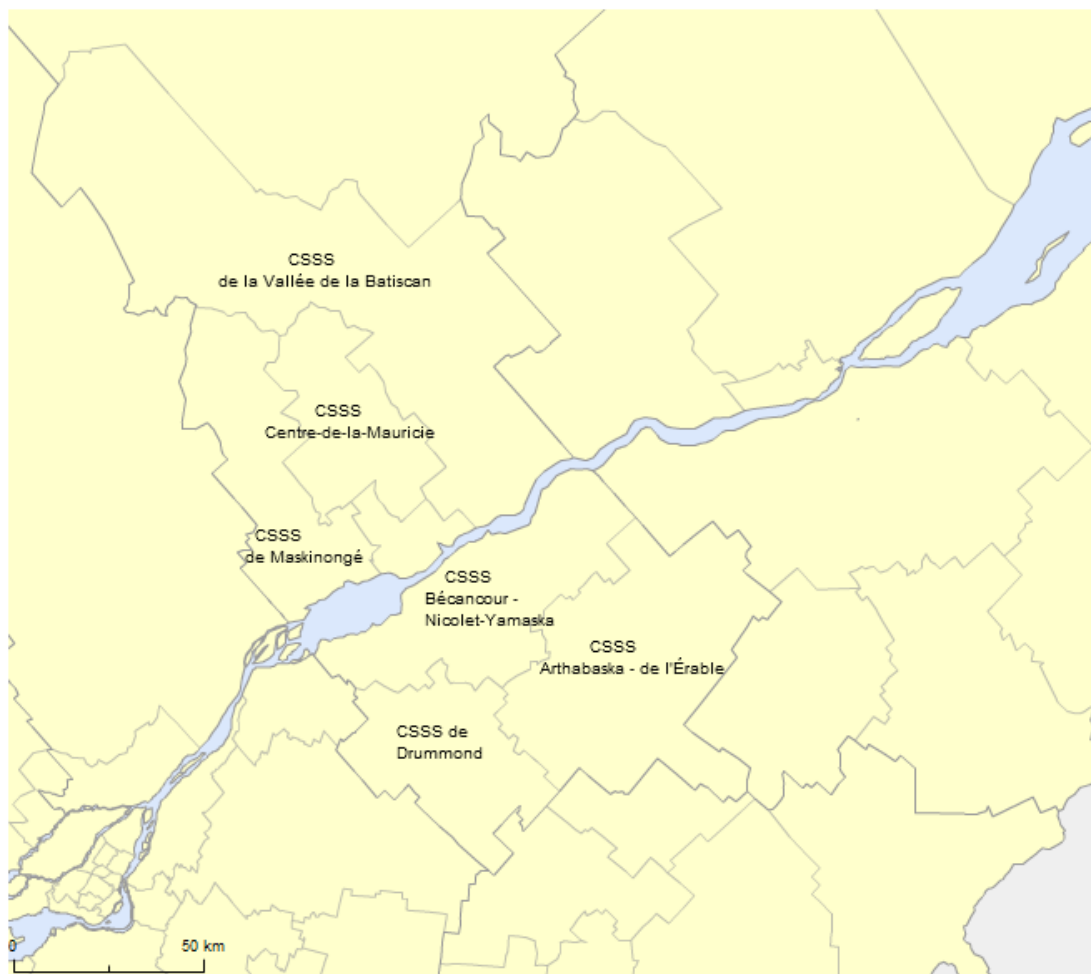 CSSS
de la Vallée de la Batiscan
CSSS
Centre-de-la-Mauricie
CSSS
de Maskinongé
CSSS
Bécancour -
Nicolet-Yamaska
CSSS
Arthabaska - de l'Érable
CSSS de
Drummond
0
50 km